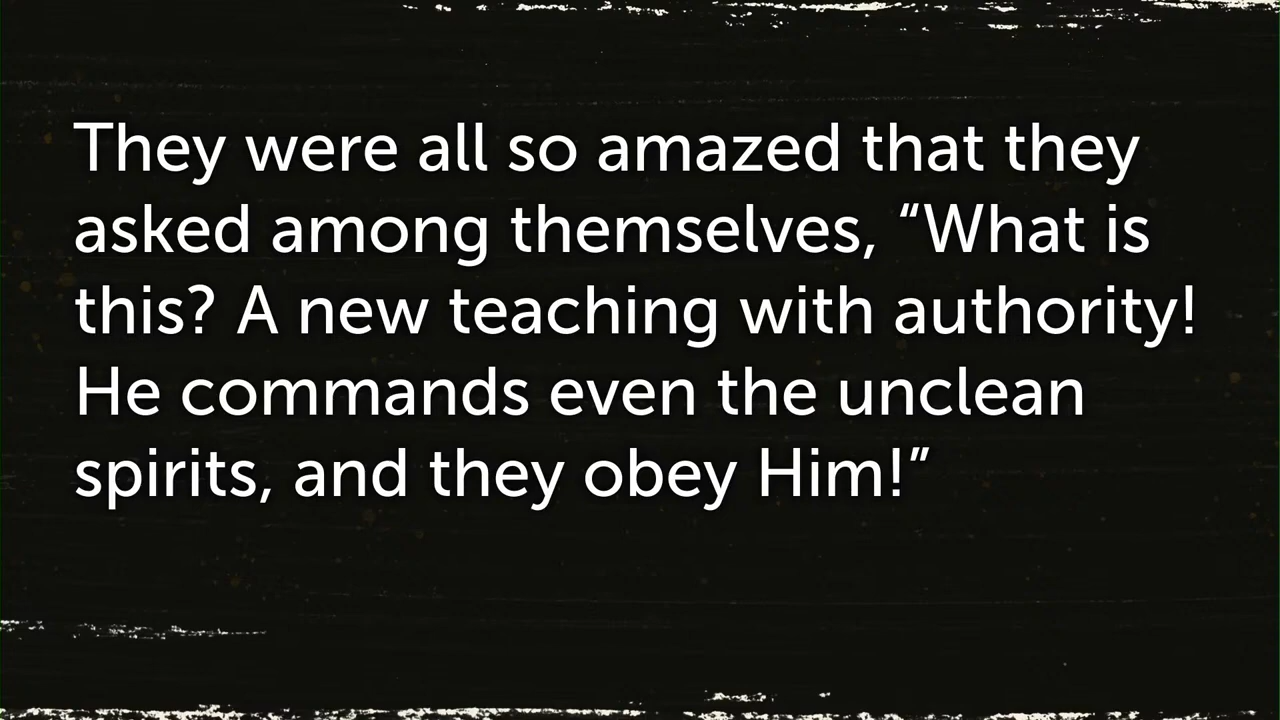 They were all so amazed that they
asked among themselves, “What is
this? A new teaching with authority!
He commands even the unclean
spirits, and they obey Him!”